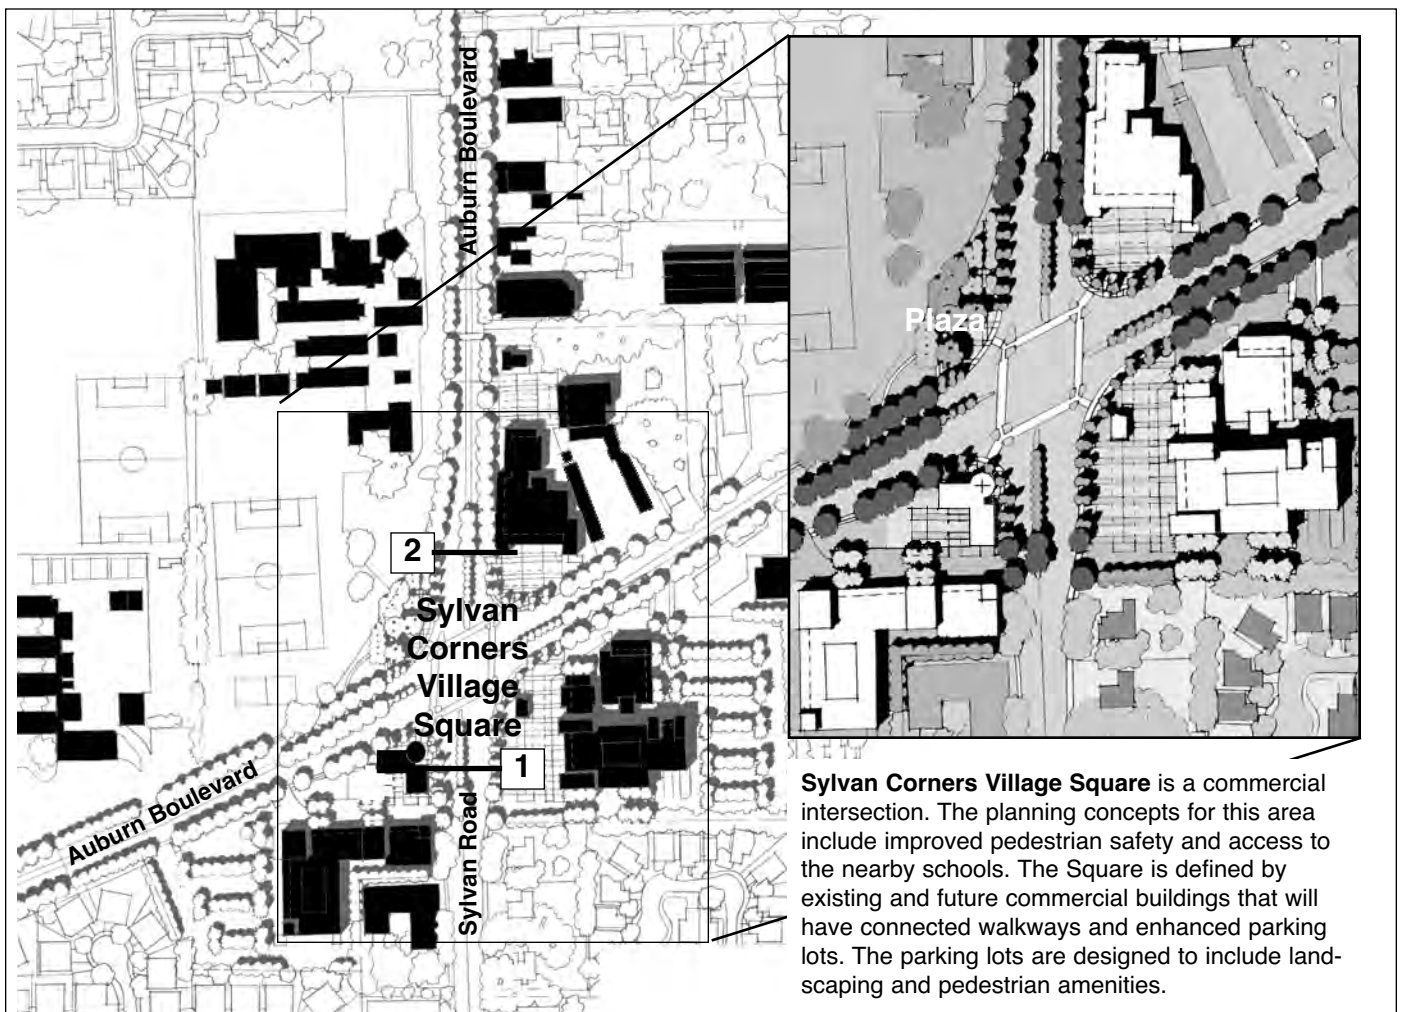 Auburn Boulevard
Plaza
2
Sylvan
Corners
Village
Square
1
Auburn Boulevard
Sylvan Road
Sylvan Corners Village Square is a commercial
intersection. The planning concepts for this area
include improved pedestrian safety and access to
the nearby schools. The Square is defined by
existing and future commercial buildings that will
have connected walkways and enhanced parking
lots. The parking lots are designed to include land-
scaping and pedestrian amenities.